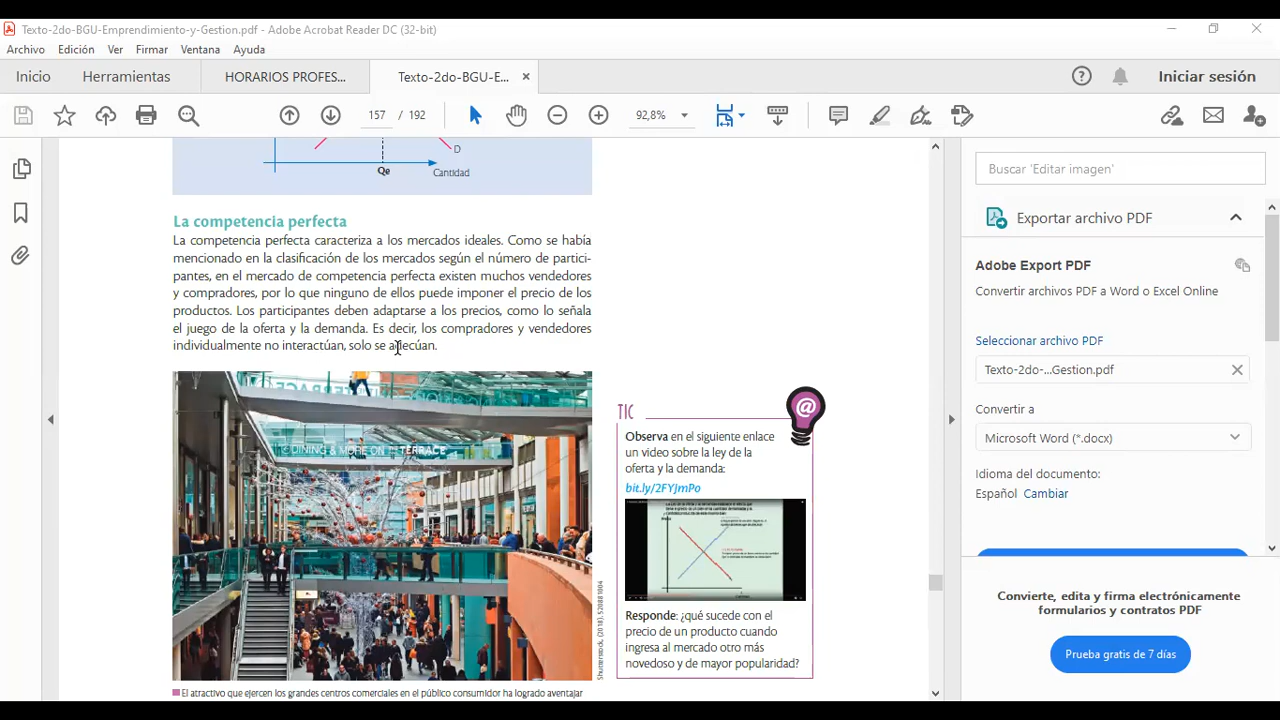 Texto-2do-BGU-Emprendimiento-y-Gestion.pdf - Adobe Acrobat Reader DC (32-bit)
Archivo Edición Ver Firmar Ventana Ayuda
Inicio Herramientas HORARIOS PROFES... Texto-2do-BGU-E... × Iniciar sesión
157 / 192 92,8%
D
Qe
Cantidad
La competencia perfecta
La competencia perfecta caracteriza a los mercados ideales. Como se había
mencionado en la clasificación de los mercados según el número de partici-
pantes, en el mercado de competencia perfecta existen muchos vendedores
y compradores, por lo que ninguno de ellos puede imponer el precio de los
productos. Los participantes deben adaptarse a los precios, como lo señala
el juego de la oferta y la demanda. Es decir, los compradores y vendedores
individualmente no interactúan, solo se adecúan.
DINING & MORE ON TERRACE
Shutterstock, (2018), 520881904
El atractivo que ejercen los grandes centros comerciales en el público consumidor ha logrado aventajar
TIC
@
Observa en el siguiente enlace
un video sobre la ley de la
oferta y la demanda:
bit.ly/2FYJmPo
Responde: ¿qué sucede con el
precio de un producto cuando
ingresa al mercado otro más
novedoso y de mayor popularidad?
Buscar 'Editar imagen'
Exportar archivo PDF
Adobe Export PDF
Convertir archivos PDF a Word o Excel Online
Seleccionar archivo PDF
Texto-2do-...Gestion.pdf
Convertir a
Microsoft Word (*.docx)
Idioma del documento:
Español Cambiar
Convierte, edita y firma electrónicamente
formularios y contratos PDF
Prueba gratis de 7 días